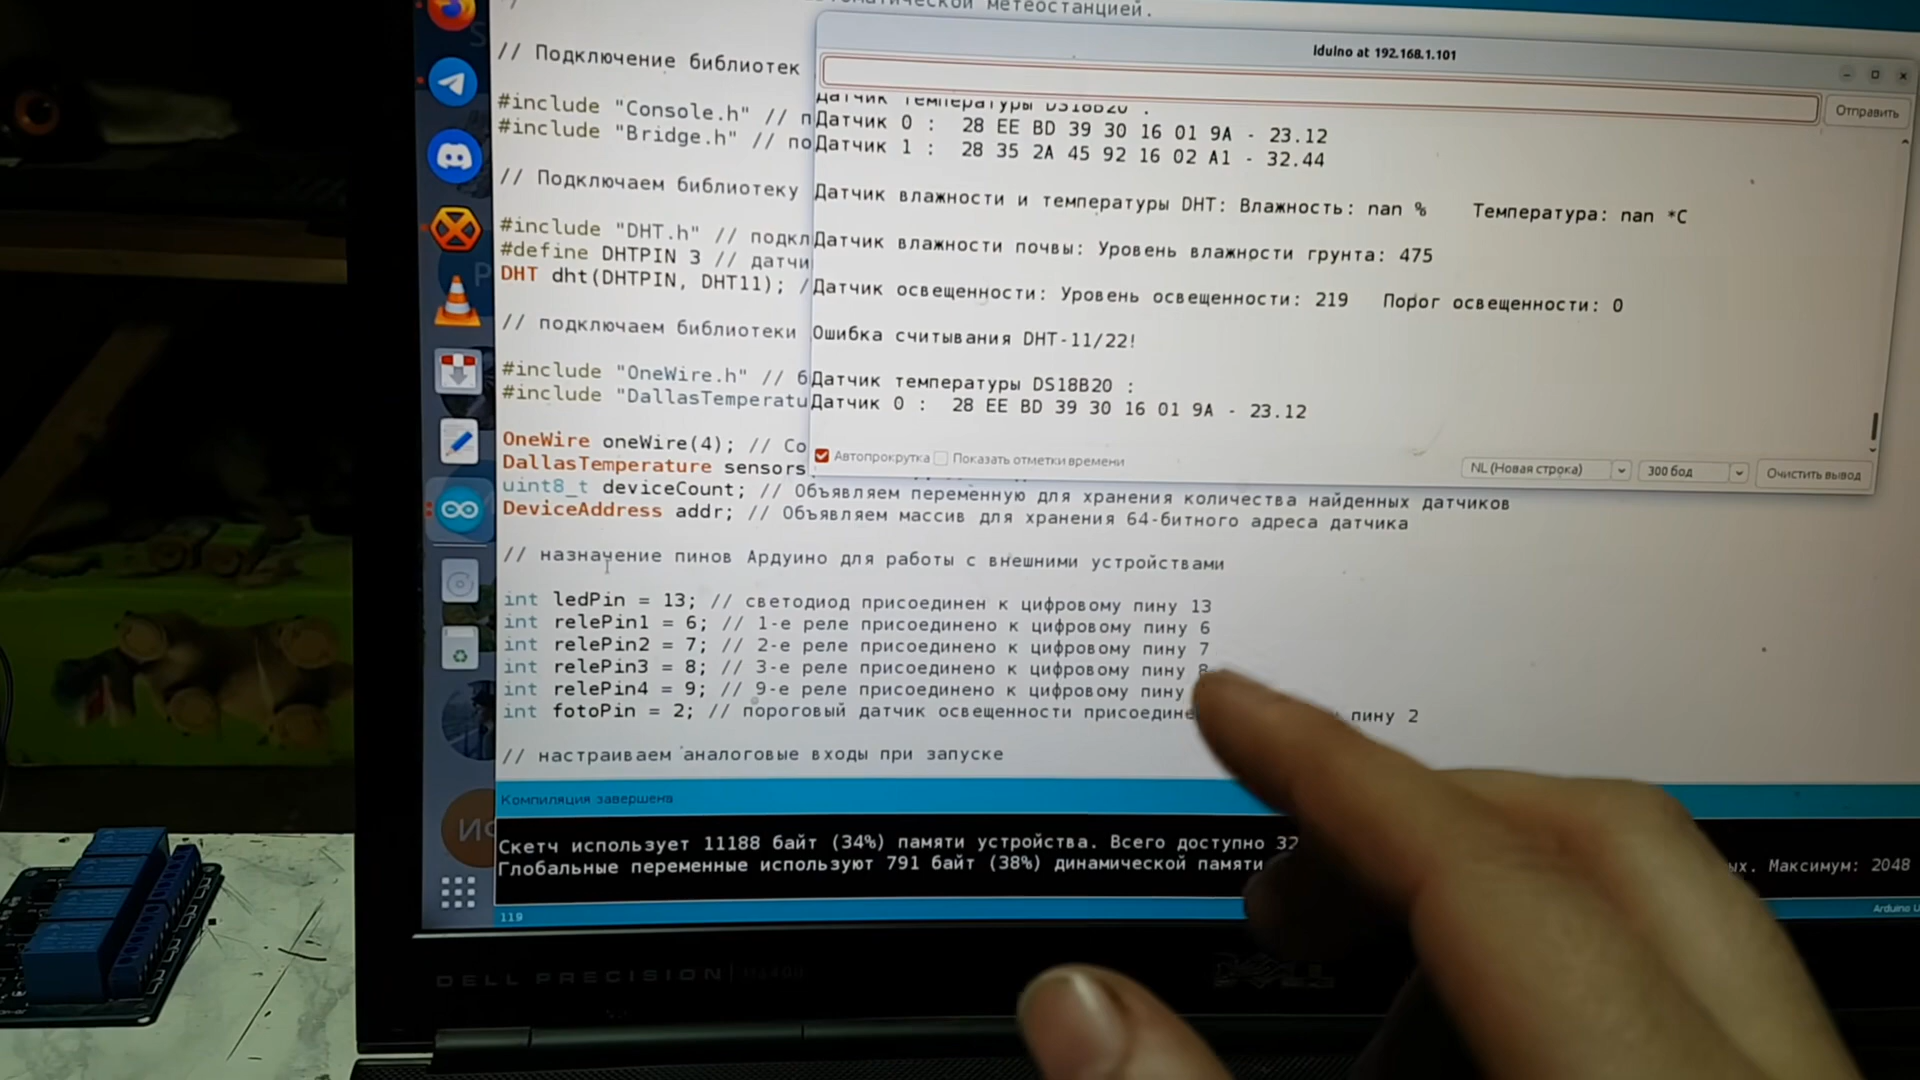 метеостанцией.
// Подключение библиотек
#include "Console.h" // п
#include "Bridge.h" // по
// Подключаем библиотеку
#include "DHT.h" // подкл
#define DHTPIN 3 // датчи
DHT dht(DHTPIN, DHT11); /
// подключаем библиотеки
#include "OneWire.h" // б
#include "DallasTemperatu
OneWire oneWire(4); // Со
DallasTemperature sensors
uint8_t deviceCount; // Объявляем переменную для хранения количества найденных датчиков
DeviceAddress addr; // Объявляем массив для хранения 64-битного адреса датчика
// назначение пинов Ардуино для работы с внешними устройствами
int ledPin = 13; // светодиод присоединен к цифровому пину 13
int relePin1 = 6; // 1-е реле присоединено к цифровому пину 6
int relePin2 = 7; // 2-е реле присоединено к цифровому пину 7
int relePin3 = 8; // 3-е реле присоединено к цифровому пину 8
int relePin4 = 9; // 9-е реле присоединено к цифровому пину
int fotoPin = 2; // пороговый датчик освещенности присоедине пину 2
// настраиваем аналоговые входы при запуске
Iduino at 192.168.1.101
Отправить
Датчик температуры DS18B20 :
Датчик 0 : 28 EE BD 39 30 16 01 9A - 23.12
Датчик 1 : 28 35 2A 45 92 16 02 A1 - 32.44
Датчик влажности и температуры DHT: Влажность: nan % Температура: nan *C
Датчик влажности почвы: Уровень влажности грунта: 475
Датчик освещенности: Уровень освещенности: 219 Порог освещенности: 0
Ошибка считывания DHT-11/22!
Датчик температуры DS18B20 :
Датчик 0 : 28 EE BD 39 30 16 01 9A - 23.12
Автопрокрутка Показать отметки времени
NL (Новая строка) 300 бод Очистить вывод
Компиляция завершена
Скетч использует 11188 байт (34%) памяти устройства. Всего доступно 32
Глобальные переменные используют 791 байт (38%) динамической памяти ых. Максимум: 2048
119
Arduino U
DELL PRECISION
DELL